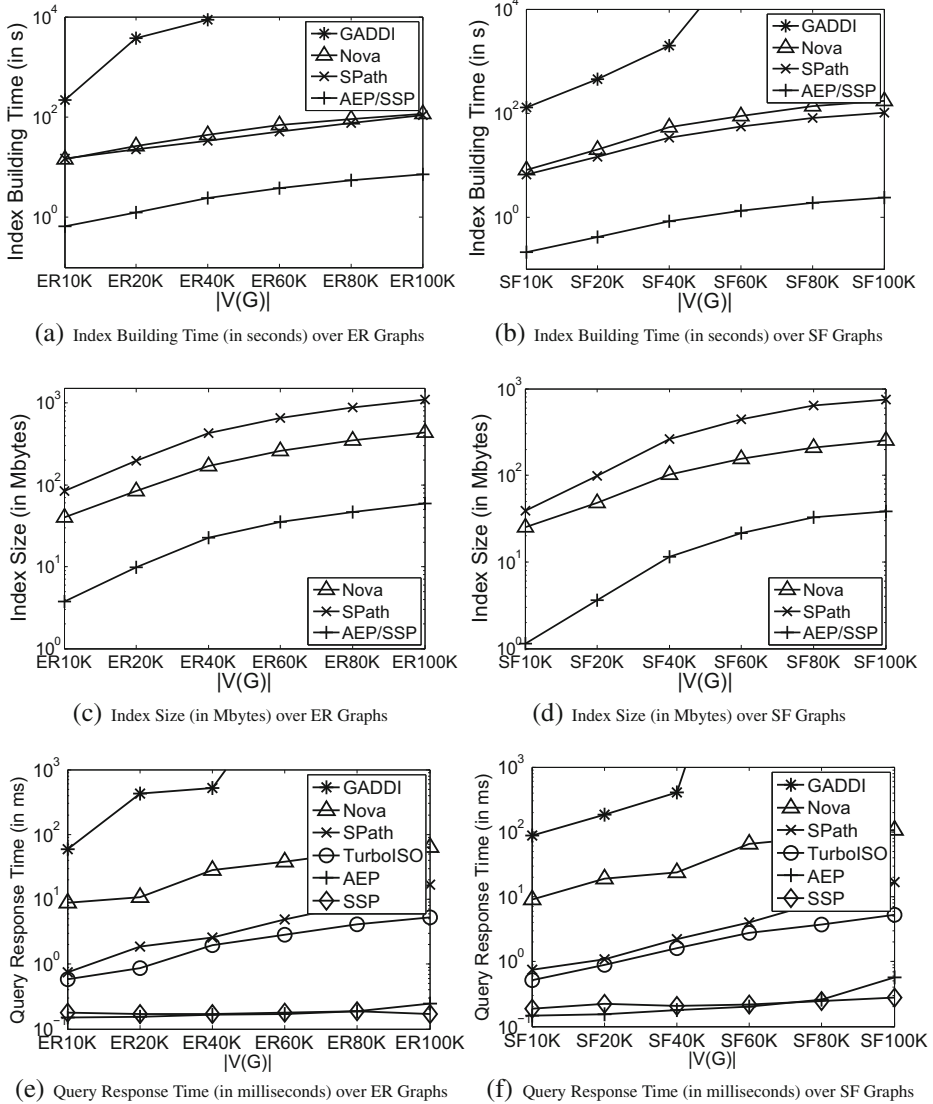 10^4
10^2
10^0
Index Building Time (in s)
GADDI
Nova
SPath
AEP/SSP
ER10K ER20K ER40K ER60K ER80K ER100K
|V(G)|
(a) Index Building Time (in seconds) over ER Graphs
10^4
10^2
10^0
Index Building Time (in s)
GADDI
Nova
SPath
AEP/SSP
SF10K SF20K SF40K SF60K SF80K SF100K
|V(G)|
(b) Index Building Time (in seconds) over SF Graphs
10^3
10^2
10^1
10^0
Index Size (in Mbytes)
Nova
SPath
AEP/SSP
ER10K ER20K ER40K ER60K ER80K ER100K
|V(G)|
(c) Index Size (in Mbytes) over ER Graphs
10^3
10^2
10^1
10^0
Index Size (in Mbytes)
Nova
SPath
AEP/SSP
SF10K SF20K SF40K SF60K SF80K SF100K
|V(G)|
(d) Index Size (in Mbytes) over SF Graphs
10^3
10^2
10^1
10^0
10^-1
Query Response Time (in ms)
GADDI
Nova
SPath
TurboISO
AEP
SSP
ER10K ER20K ER40K ER60K ER80K ER100K
|V(G)|
(e) Query Response Time (in milliseconds) over ER Graphs
10^3
10^2
10^1
10^0
10^-1
Query Response Time (in ms)
GADDI
Nova
SPath
TurboISO
AEP
SSP
SF10K SF20K SF40K SF60K SF80K SF100K
|V(G)|
(f) Query Response Time (in milliseconds) over SF Graphs